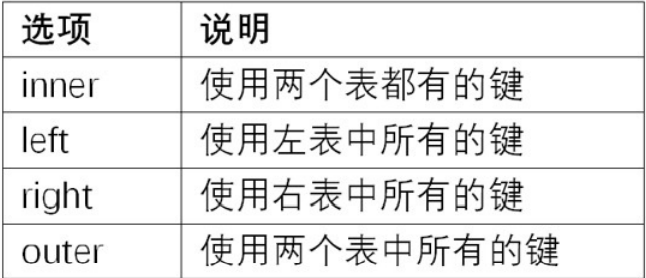 选项 说明
inner 使用两个表都有的键
left 使用左表中所有的键
right 使用右表中所有的键
outer 使用两个表中所有的键